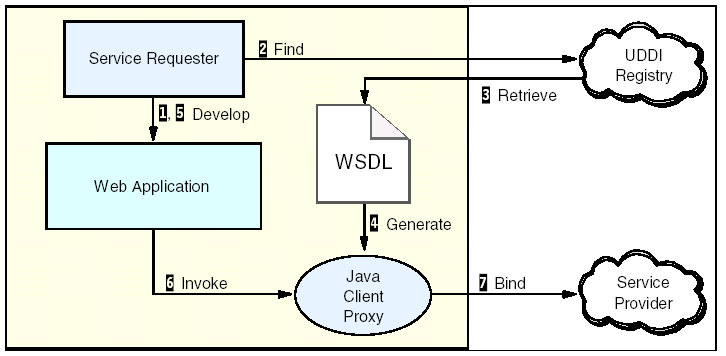 Service Requester
2 Find
UDDI
Registry
3 Retrieve
1, 5 Develop
WSDL
Web Application
4 Generate
6 Invoke
Java
Client
Proxy
7 Bind
Service
Provider